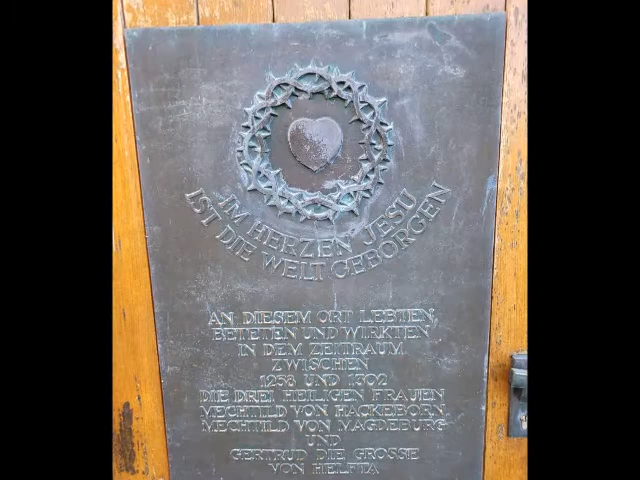 IM HERZEN JESU
IST DIE WELT GEBORGEN
AN DIESEM ORT LEBTEN,
BETETEN UND WIRKTEN
IN DEM ZEITRAUM
ZWISCHEN
1258 UND 1302
DIE DREI HEILIGEN FRAUEN
MECHTILD VON HACKEBORN,
MECHTILD VON MAGDEBURG
UND
GERTRUD DIE GROSSE
VON HELFTA